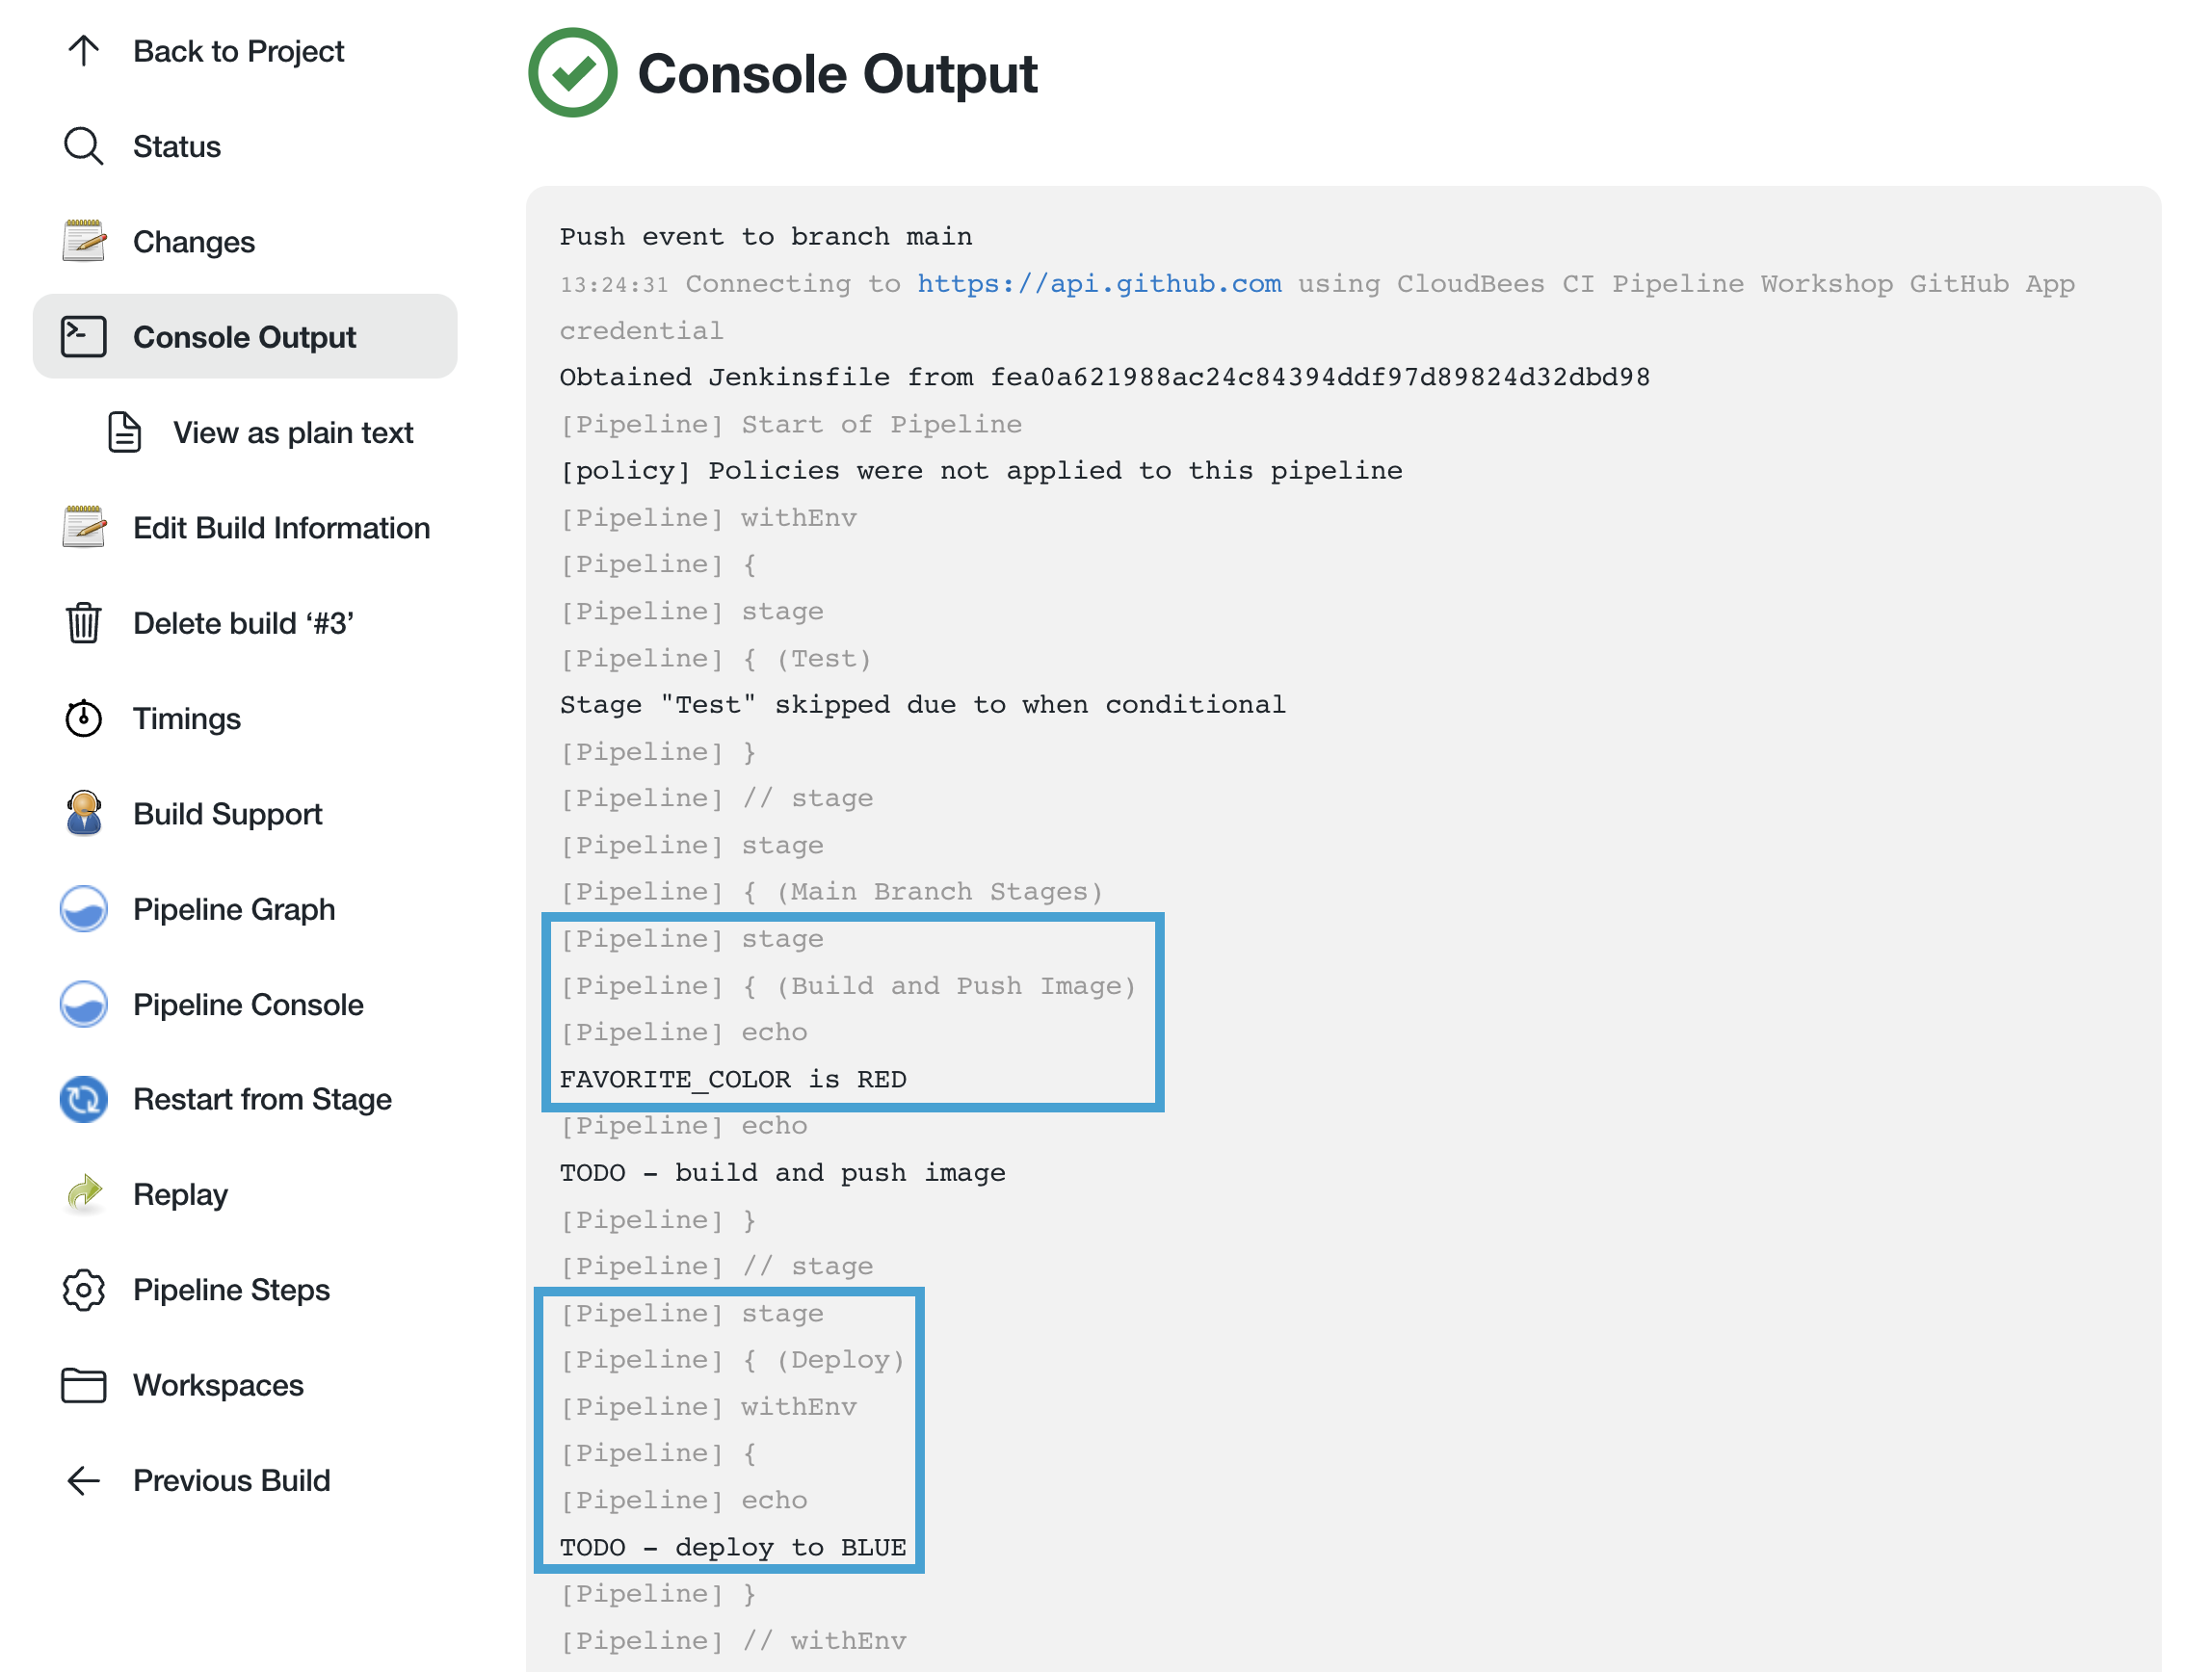 Back to Project
Status
Changes
Console Output
View as plain text
Edit Build Information
Delete build ‘#3’
Timings
Build Support
Pipeline Graph
Pipeline Console
Restart from Stage
Replay
Pipeline Steps
Workspaces
Previous Build
Console Output
Push event to branch main
13:24:31 Connecting to https://api.github.com using CloudBees CI Pipeline Workshop GitHub App
credential
Obtained Jenkinsfile from fea0a621988ac24c84394ddf97d89824d32dbd98
[Pipeline] Start of Pipeline
[policy] Policies were not applied to this pipeline
[Pipeline] withEnv
[Pipeline] {
[Pipeline] stage
[Pipeline] { (Test)
Stage "Test" skipped due to when conditional
[Pipeline] }
[Pipeline] // stage
[Pipeline] stage
[Pipeline] { (Main Branch Stages)
[Pipeline] stage
[Pipeline] { (Build and Push Image)
[Pipeline] echo
FAVORITE_COLOR is RED
[Pipeline] echo
TODO - build and push image
[Pipeline] }
[Pipeline] // stage
[Pipeline] stage
[Pipeline] { (Deploy)
[Pipeline] withEnv
[Pipeline] {
[Pipeline] echo
TODO - deploy to BLUE
[Pipeline] }
[Pipeline] // withEnv